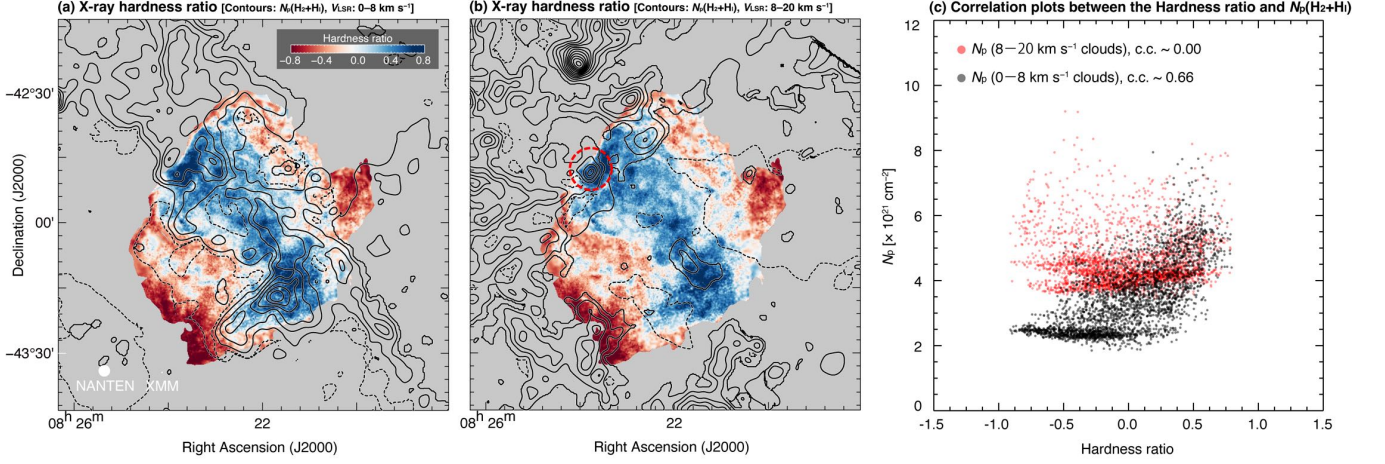 (a) X-ray hardness ratio [Contours: Np(H₂+HI), VLSR: 0–8 km s⁻¹]
Hardness ratio
−0.8 −0.4 0 0.4 0.8
−42°30'
00'
−43°30'
Declination (J2000)
NANTEN XMM
08ʰ 26ᵐ 22
Right Ascension (J2000)
(b) X-ray hardness ratio [Contours: Np(H₂+HI), VLSR: 8–20 km s⁻¹]
08ʰ 26ᵐ 22
Right Ascension (J2000)
(c) Correlation plots between the Hardness ratio and Np(H₂+HI)
Np (8−20 km s⁻¹ clouds), c.c. ~ 0.00
Np (0−8 km s⁻¹ clouds), c.c. ~ 0.66
Np [× 10²¹ cm⁻²]
12
10
8
6
4
2
0
-1.5 -1.0 -0.5 0.0 0.5 1.0 1.5
Hardness ratio